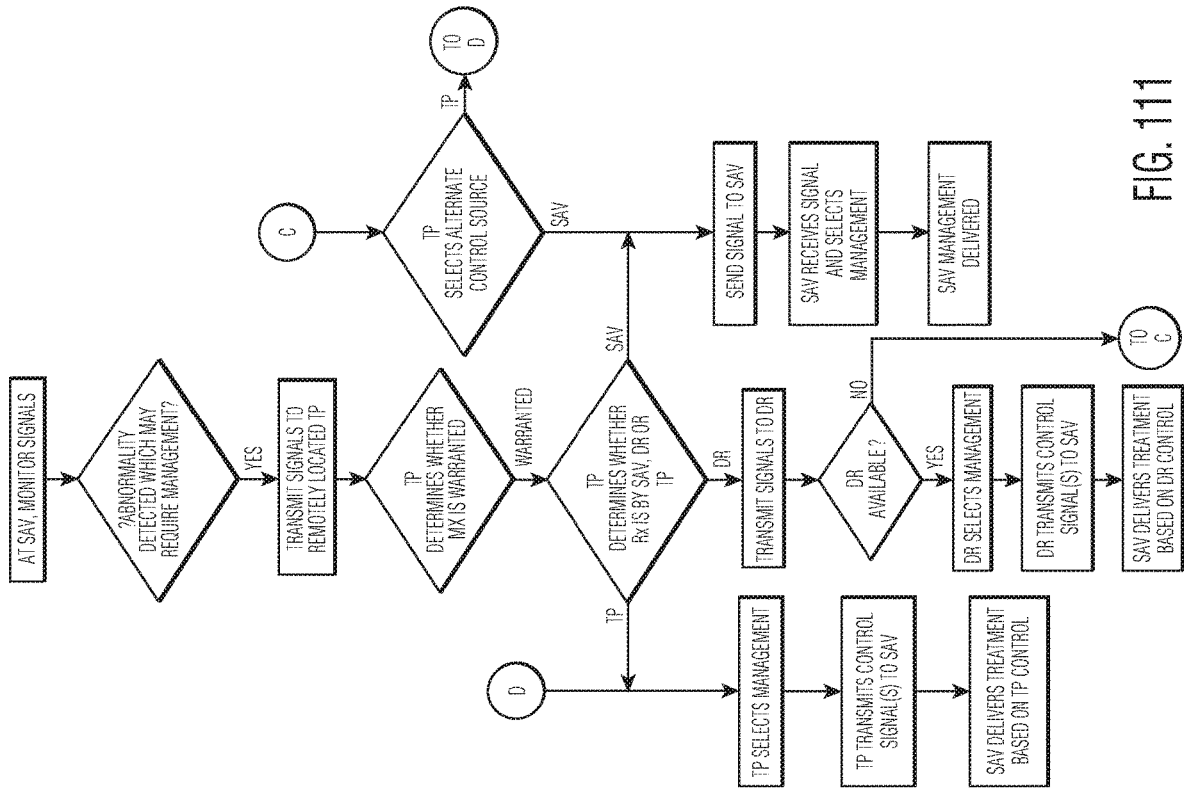 AT SAV, MONITOR SIGNALS
?ABNORMALITY
DETECTED WHICH MAY
REQUIRE MANAGEMENT?
YES
TRANSMIT SIGNALS TO
REMOTELY LOCATED TP
TP
DETERMINES WHETHER
MX IS WARRANTED
WARRANTED
TP
DETERMINES WHETHER
Rx IS BY SAV, DR OR
TP
TP
SAV
DR
D
TP SELECTS MANAGEMENT
TP TRANSMITS CONTROL
SIGNAL(S) TO SAV
SAV DELIVERS TREATMENT
BASED ON TP CONTROL
TRANSMIT SIGNALS TO DR
DR
AVAILABLE ?
NO
YES
DR SELECTS MANAGEMENT
DR TRANSMITS CONTROL
SIGNAL(S) TO SAV
SAV DELIVERS TREATMENT
BASED ON DR CONTROL
TO
C
C
TP
SELECTS ALTERNATE
CONTROL SOURCE
TP
TO
D
SAV
SEND SIGNAL TO SAV
SAV RECEIVES SIGNAL
AND SELECTS
MANAGEMENT
SAV MANAGEMENT
DELIVERED
FIG. 111